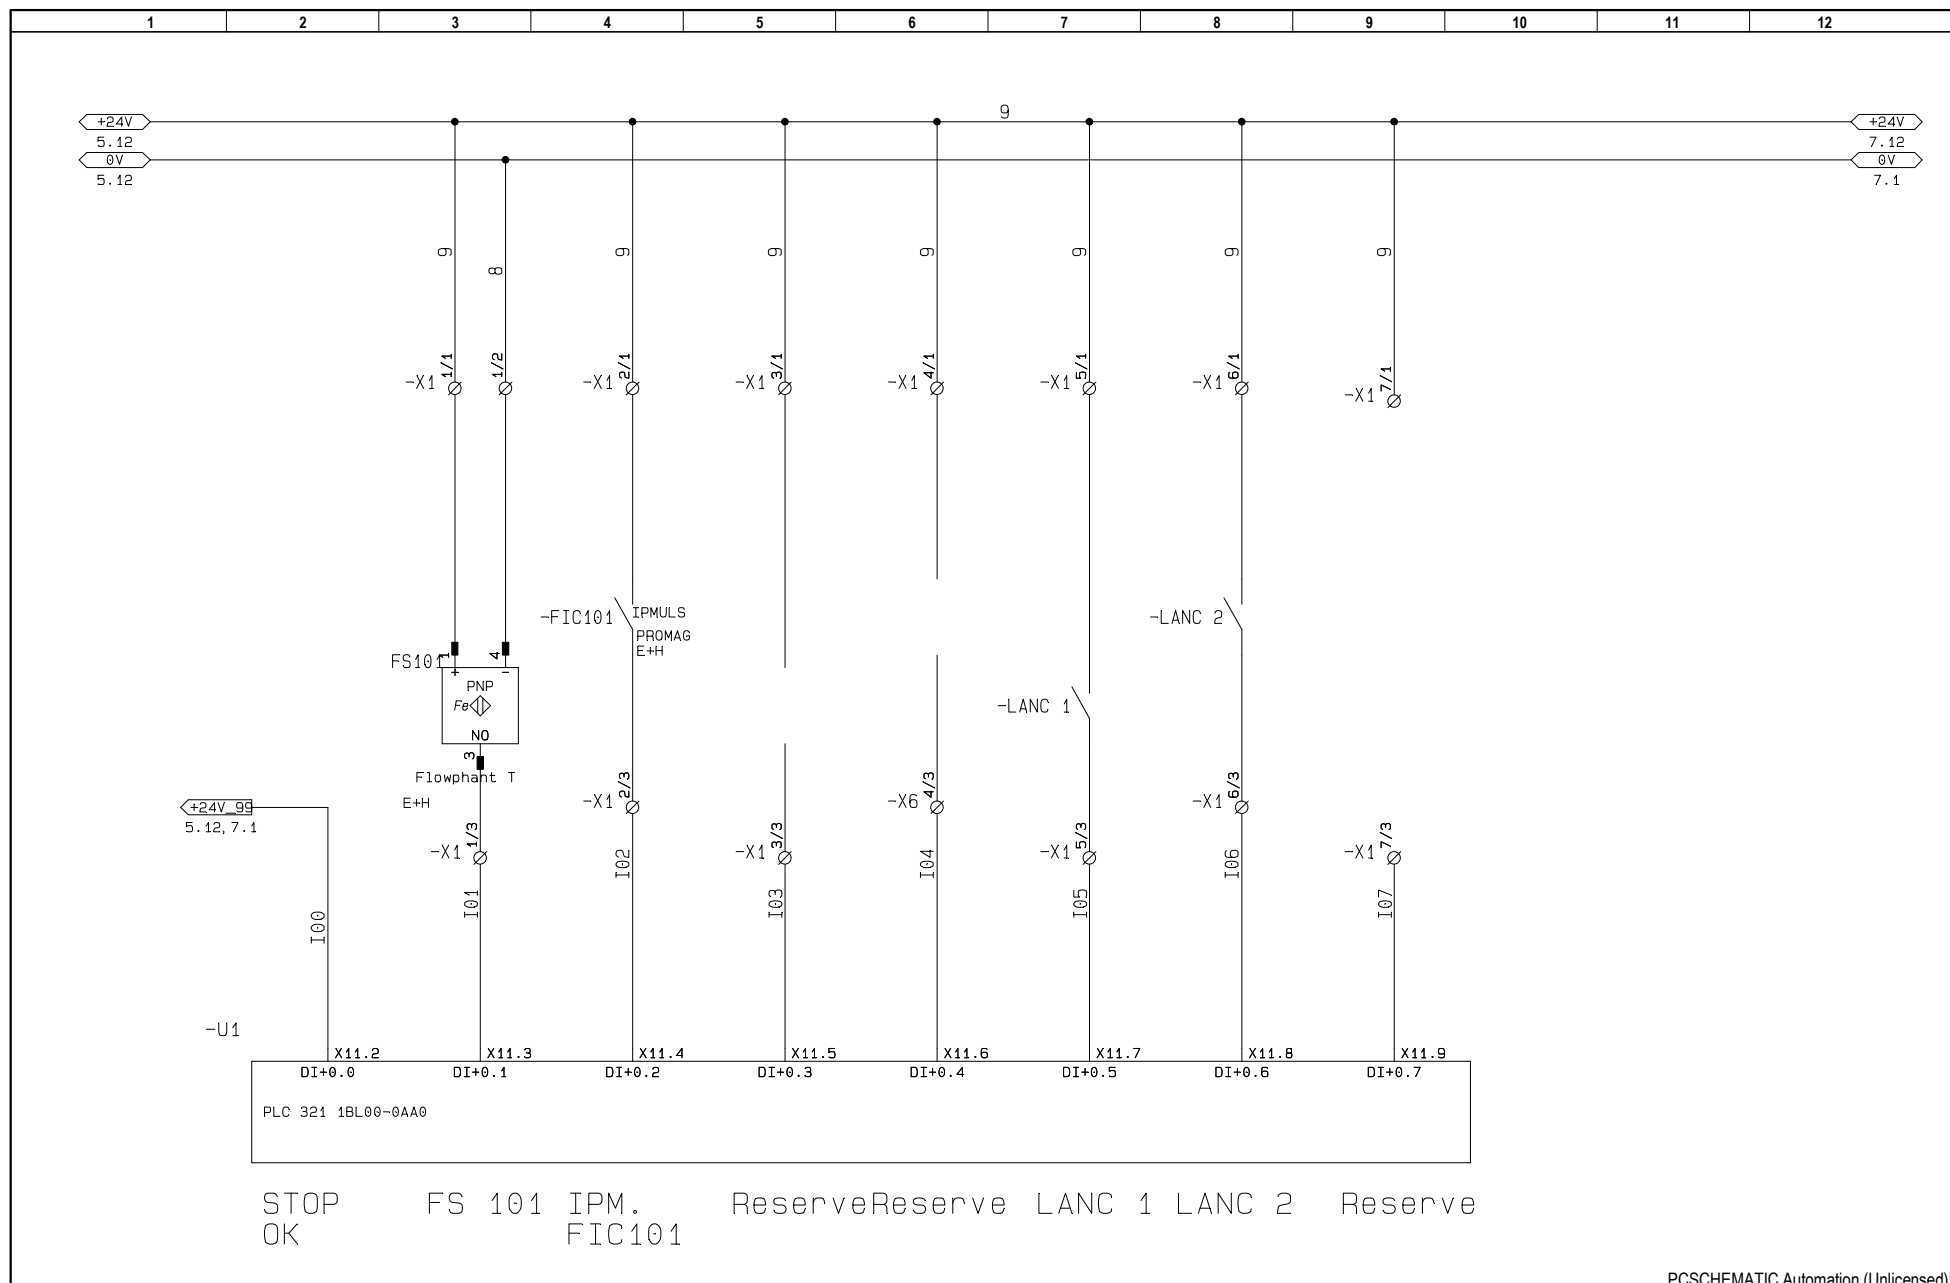 1 2 3 4 5 6 7 8 9 10 11 12
9
+24V +24V
5.12 7.12
0V 0V
5.12 7.1
9 8 9 9 9 9 9 9
-X1 1/1 1/2 -X1 2/1 -X1 3/1 -X1 4/1 -X1 5/1 -X1 6/1 -X1 7/1
-FIC101 IPMULS -LANC 2
PROMAG
E+H
FS101 1 4
+ -
PNP
Fe -LANC 1
NO
3
Flowphant T
E+H -X1 2/3 -X6 4/3 -X1 6/3
+24V_99
5.12,7.1
-X1 1/3 -X1 3/3 -X1 5/3 -X1 7/3
I00 I01 I02 I03 I04 I05 I06 I07
-U1
X11.2 X11.3 X11.4 X11.5 X11.6 X11.7 X11.8 X11.9
DI+0.0 DI+0.1 DI+0.2 DI+0.3 DI+0.4 DI+0.5 DI+0.6 DI+0.7
PLC 321 1BL00-0AA0
STOP FS 101 IPM. Reserve Reserve LANC 1 LANC 2 Reserve
OK FIC101
PCSCHEMATIC Automation (Unlicensed)